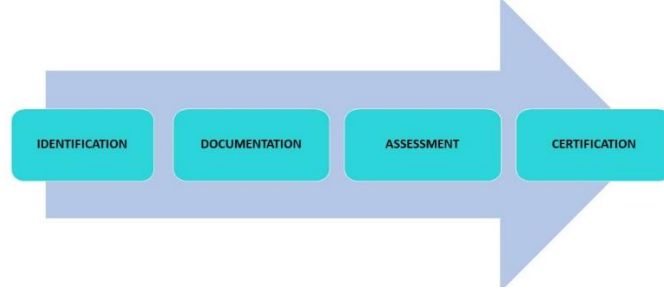 IDENTIFICATION
DOCUMENTATION
ASSESSMENT
CERTIFICATION